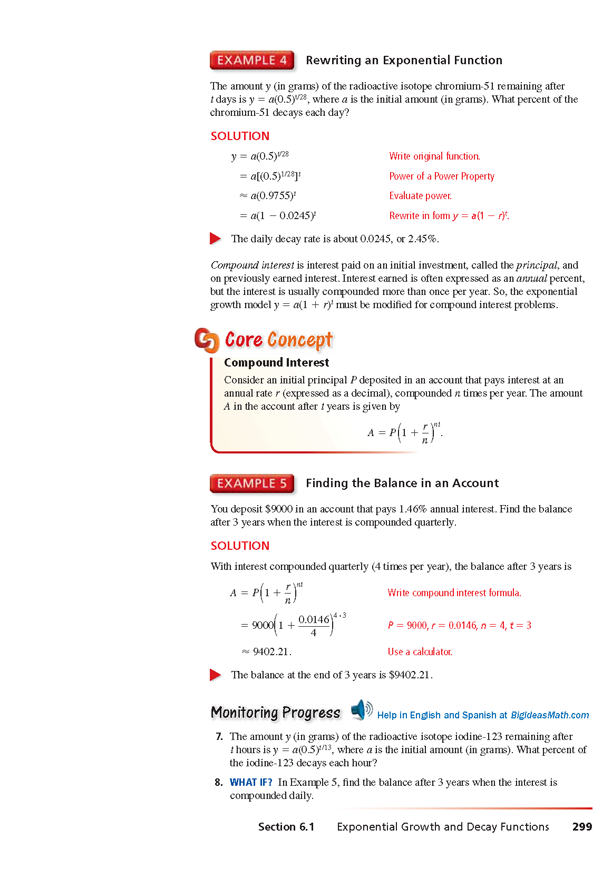 EXAMPLE 4 Rewriting an Exponential Function
The amount y (in grams) of the radioactive isotope chromium-51 remaining after
t days is y = a(0.5)^(t/28), where a is the initial amount (in grams). What percent of the
chromium-51 decays each day?
SOLUTION
y = a(0.5)^(t/28) Write original function.
= a[(0.5)^(1/28)]^t Power of a Power Property
≈ a(0.9755)^t Evaluate power.
= a(1 − 0.0245)^t Rewrite in form y = a(1 − r)^t.
The daily decay rate is about 0.0245, or 2.45%.
Compound interest is interest paid on an initial investment, called the principal, and
on previously earned interest. Interest earned is often expressed as an annual percent,
but the interest is usually compounded more than once per year. So, the exponential
growth model y = a(1 + r)^t must be modified for compound interest problems.
Core Concept
Compound Interest
Consider an initial principal P deposited in an account that pays interest at an
annual rate r (expressed as a decimal), compounded n times per year. The amount
A in the account after t years is given by
A = P(1 + r/n)^(nt).
EXAMPLE 5 Finding the Balance in an Account
You deposit $9000 in an account that pays 1.46% annual interest. Find the balance
after 3 years when the interest is compounded quarterly.
SOLUTION
With interest compounded quarterly (4 times per year), the balance after 3 years is
A = P(1 + r/n)^(nt) Write compound interest formula.
= 9000(1 + 0.0146/4)^(4•3) P = 9000, r = 0.0146, n = 4, t = 3
≈ 9402.21. Use a calculator.
The balance at the end of 3 years is $9402.21.
Monitoring Progress Help in English and Spanish at BigIdeasMath.com
7. The amount y (in grams) of the radioactive isotope iodine-123 remaining after
t hours is y = a(0.5)^(t/13), where a is the initial amount (in grams). What percent of
the iodine-123 decays each hour?
8. WHAT IF? In Example 5, find the balance after 3 years when the interest is
compounded daily.
Section 6.1 Exponential Growth and Decay Functions 299